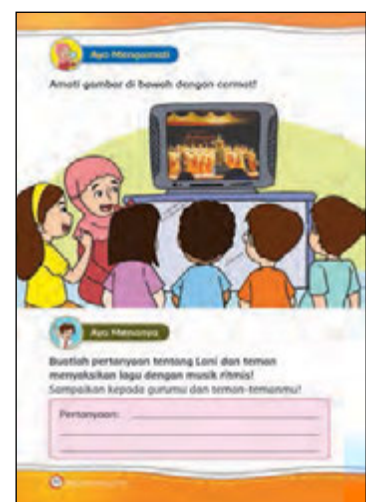 Ayo Mengamati
Amati gambar di bawah dengan cermat!
Ayo Menanya
Buatlah pertanyaan tentang Lani dan teman
menyaksikan lagu dengan musik ritmis!
Sampaikan kepada gurumu dan teman-temanmu!
Pertanyaan: